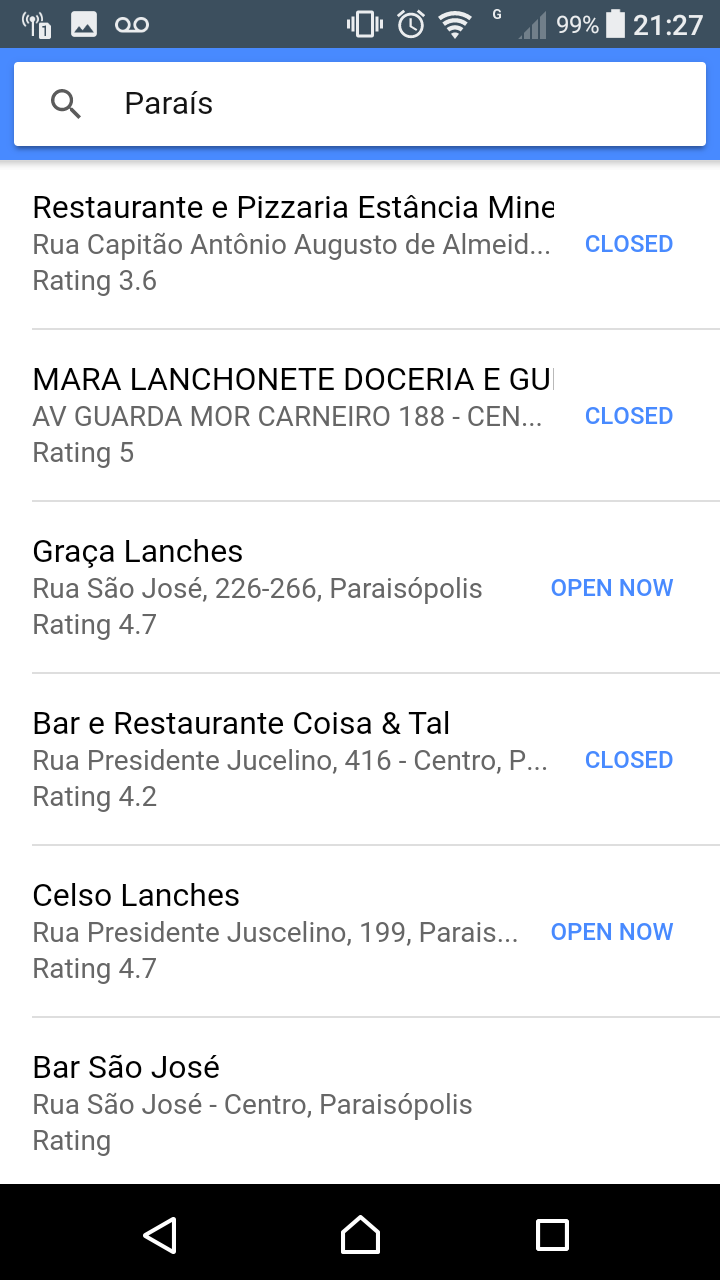 1
G
99% 21:27
Paraís
Restaurante e Pizzaria Estância Mine
Rua Capitão Antônio Augusto de Almeid...
CLOSED
Rating 3.6
MARA LANCHONETE DOCERIA E GU
AV GUARDA MOR CARNEIRO 188 - CEN...
CLOSED
Rating 5
Graça Lanches
Rua São José, 226-266, Paraisópolis
OPEN NOW
Rating 4.7
Bar e Restaurante Coisa & Tal
Rua Presidente Jucelino, 416 - Centro, P...
CLOSED
Rating 4.2
Celso Lanches
Rua Presidente Juscelino, 199, Parais...
OPEN NOW
Rating 4.7
Bar São José
Rua São José - Centro, Paraisópolis
Rating